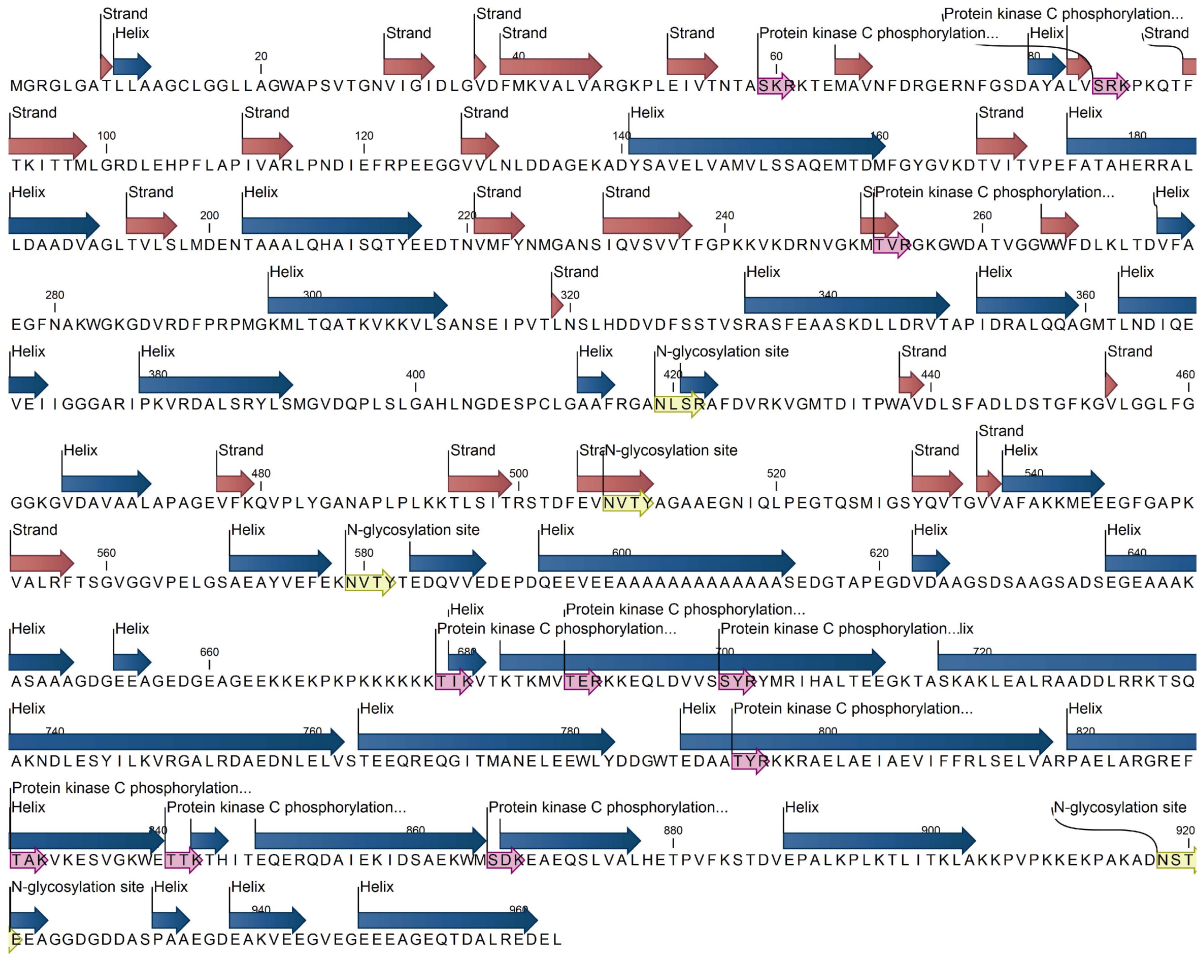 Protein kinase C phosphorylation...
Strand Strand
Helix Strand Strand Strand Protein kinase C phosphorylation... Helix Strand
20 40 60 80
MGRGLGATLLAAGCLGGLLAGWAPSVTGNVIGIDLGVDFMKVALVARGKPLEIVTNTASKRKTEMAVNFDRGERNFGSDAYALVSRKPKQTF
Strand Strand Strand Helix Strand Helix
100 120 140 160 180
TKITTMLGRDLEHPFLAPIVARLPNDIEFRPEEGGVVLNLDDAGEKADYSAVELVAMVLSSAQEMTDMFGYGVKDTVITVPEFATAHERRAL
Helix Strand Helix Strand Strand S Protein kinase C phosphorylation... Helix
200 220 240 260
LDAADVAGLTVLSLMDENTAAALQHAISQTYEEDTNVMFYNMGANSIQVSVVTFGPKKVKDRNVGKMTVRGKGWDATVGGWWFDLKLTDVFA
Helix Strand Helix Helix Helix
280 300 320 340 360
EGFNAKWGKGDVRDFPRPMGKMLTQATKVKKVLSANSEIPVTLNSLHDDVDFSSTVSRASFEAASKDLLDRVTAPIDRALQQAGMTLNDIQE
Helix Helix Helix N-glycosylation site Strand Strand
380 400 420 440 460
VEIIGGGARIPKVRDALSRYLSMGVDQPLSLGAHLNGDESPCLGAAFRGANLSRAFDVRKVGMTDITPWAVDLSFADLDSTGFKGVLGGLFG
Strand
Helix Strand Strand Stra N-glycosylation site Strand Helix
480 500 520 540
GGKGVDAVAALAPAGEVFKQVPLYGANAPLPLKKTLSITRSTDFEVNVTYAGAAEGNIQLPEGTQSMIGSYQVTGVVAFAKKMEEEGFGAPK
Strand Helix N-glycosylation site Helix Helix Helix
560 580 600 620 640
VALRFTSGVGGVPELGSAEAYVEFEKNVTYTEDQVVEDEPDQEEVEEAAAAAAAAAAAAASEDGTAPEGDVDAAGSDSAAGSADSEGEAAAK
Helix Protein kinase C phosphorylation...
Helix Helix Protein kinase C phosphorylation... Protein kinase C phosphorylation...lix
660 680 700 720
ASAAAGDGEEAGEDGEAGEEKKEKPKPKKKKKKTIKVTKTKMVTERKKEQLDVVSSYRYMRIHALTEEGKTASKAKLEALRAADDLRRKTSQ
Helix Helix Helix Protein kinase C phosphorylation... Helix
740 760 780 800 820
AKNDLESYILKVRGALRDAEDNLELVSTEEQREQGITMANELEEWLYDDGWTEDAATYRKKRAELAEIAEVIFFRLSELVARPAELARGREF
Protein kinase C phosphorylation...
Helix Protein kinase C phosphorylation... Protein kinase C phosphorylation... Helix N-glycosylation site
840 860 880 900 920
TAKVKESVGKWETTKTHITEQERQDAIEKIDSAEKWMSDKEAEQSLVALHETPVFKSTDVEPALKPLKTLITKLAKKPVPKKEKPAKADNST
N-glycosylation site Helix Helix Helix
940 960
EEAGGDGDDASPAAEGDEAKVEEGVEGEEEAGEQTDALREDEL